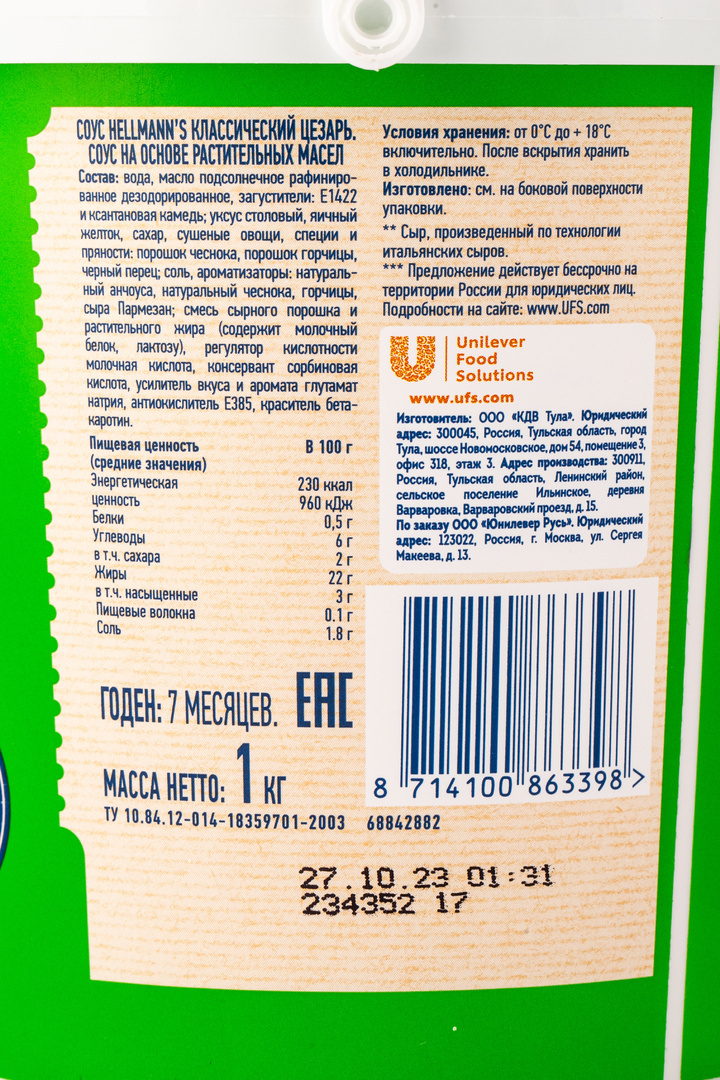 СОУС HELLMANN'S КЛАССИЧЕСКИЙ ЦЕЗАРЬ.
СОУС НА ОСНОВЕ РАСТИТЕЛЬНЫХ МАСЕЛ
Состав: вода, масло подсолнечное рафиниро-
ванное дезодорированное, загустители: Е1422
и ксантановая камедь; уксус столовый, яичный
желток, сахар, сушеные овощи, специи и
пряности: порошок чеснока, порошок горчицы,
черный перец; соль, ароматизаторы: натураль-
ный анчоуса, натуральный чеснока, горчицы,
сыра Пармезан; смесь сырного порошка и
растительного жира (содержит молочный
белок, лактозу), регулятор кислотности
молочная кислота, консервант сорбиновая
кислота, усилитель вкуса и аромата глутамат
натрия, антиокислитель Е385, краситель бета-
каротин.
Пищевая ценность В 100 г
(средние значения)
Энергетическая 230 ккал
ценность 960 кДж
Белки 0,5 г
Углеводы 6 г
в т.ч. сахара 2 г
Жиры 22 г
в т.ч. насыщенные 3 г
Пищевые волокна 0.1 г
Соль 1.8 г
ГОДЕН: 7 МЕСЯЦЕВ. ЕАС
МАССА НЕТТО: 1 КГ
ТУ 10.84.12-014-18359701-2003 68842882
Условия хранения: от 0°С до + 18°С
включительно. После вскрытия хранить
в холодильнике.
Изготовлено: см. на боковой поверхности
упаковки.
** Сыр, произведенный по технологии
итальянских сыров.
*** Предложение действует бессрочно на
территории России для юридических лиц.
Подробности на сайте: www.UFS.com
Unilever
Food
Solutions
www.ufs.com
Изготовитель: ООО «КДВ Тула». Юридический
адрес: 300045, Россия, Тульская область, город
Тула, шоссе Новомосковское, дом 54, помещение 3,
офис 318, этаж 3. Адрес производства: 300911,
Россия, Тульская область, Ленинский район,
сельское поселение Ильинское, деревня
Варваровка, Варваровский проезд, д. 15.
По заказу ООО «Юнилевер Русь». Юридический
адрес: 123022, Россия, г. Москва, ул. Сергея
Макеева, д. 13.
8 714100 863398 >
27.10.23 01:31
234352 17